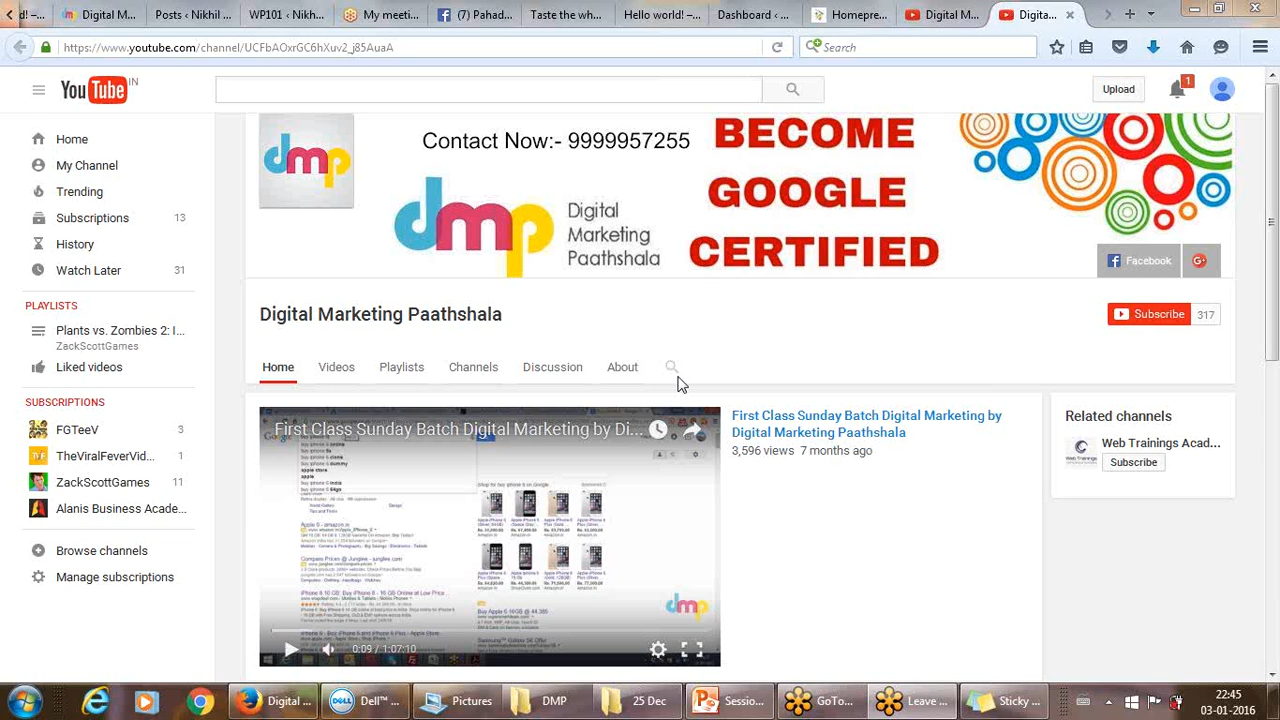 Digital M...
Posts - Nikh...
WP101 - WKH...
My meeti...
(7) Pahad...
Taste the wh...
Hello world! –...
Dashboard ‹ ...
Homepre...
Digital M...
Digita...
https://www.youtube.com/channel/UCFbAOxrGC6hXuv2_j85AuaA
Search
YouTube IN
Upload
1
Home
My Channel
Trending
Subscriptions 13
History
Watch Later 31
PLAYLISTS
Plants vs. Zombies 2: I...
ZackScottGames
Liked videos
SUBSCRIPTIONS
FGTeeV 3
TheViralFeverVid... 1
ZackScottGames 11
Alanis Business Acade...
Browse channels
Manage subscriptions
dmp
Contact Now:- 9999957255
BECOME
GOOGLE
CERTIFIED
dmp
Digital
Marketing
Paathshala
Facebook
Digital Marketing Paathshala
Subscribe 317
Home Videos Playlists Channels Discussion About
First Class Sunday Batch Digital Marketing by Di...
dmp
0:09 / 1:07:10
First Class Sunday Batch Digital Marketing by
Digital Marketing Paathshala
3,596 views 7 months ago
Related channels
Web Trainings Acad...
Subscribe
Digital ...
Dell™ ...
Pictures
DMP
25 Dec
Sessio...
GoTo...
Leave ...
Sticky ...
22:45
03-01-2016